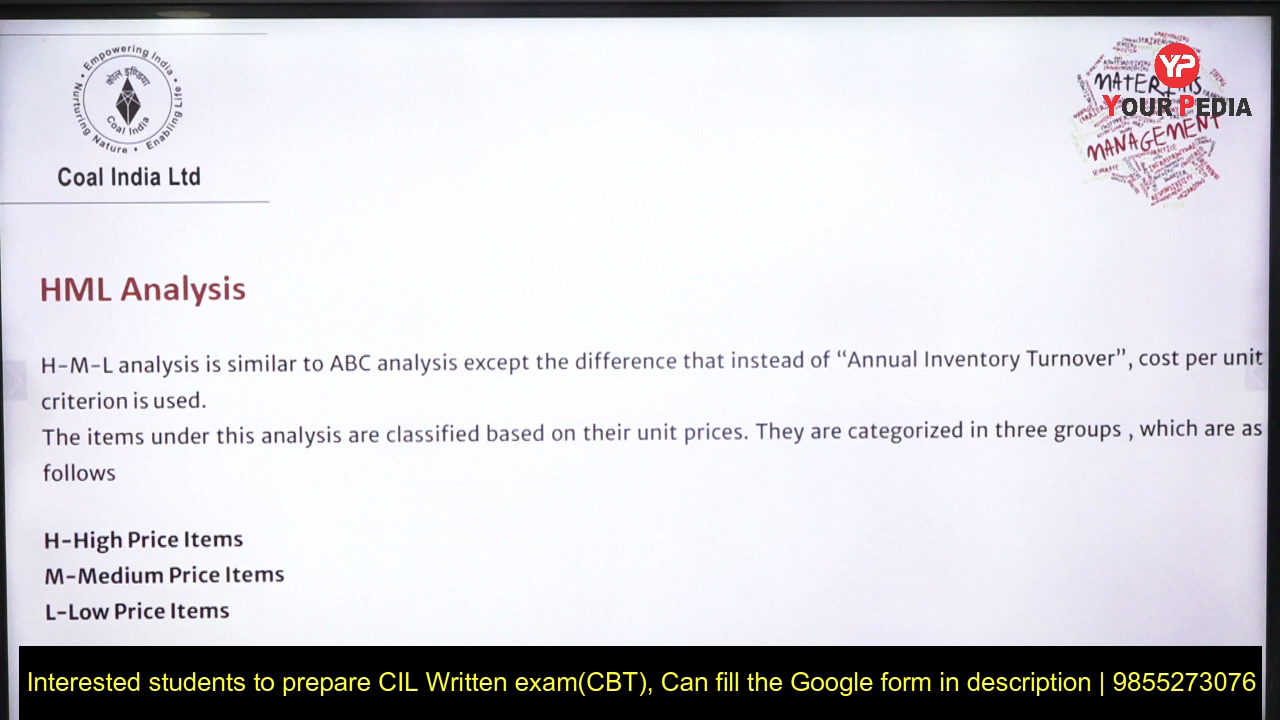 Empowering India • Enabling Life • Nurturing Nature •
कोल इण्डिया
Coal India
Coal India Ltd
YP
YOUR PEDIA
MATERIALS
MANAGEMENT
HML Analysis
H-M-L analysis is similar to ABC analysis except the difference that instead of “Annual Inventory Turnover”, cost per unit
criterion is used.
The items under this analysis are classified based on their unit prices. They are categorized in three groups , which are as
follows
H-High Price Items
M-Medium Price Items
L-Low Price Items
Interested students to prepare CIL Written exam(CBT), Can fill the Google form in description | 9855273076